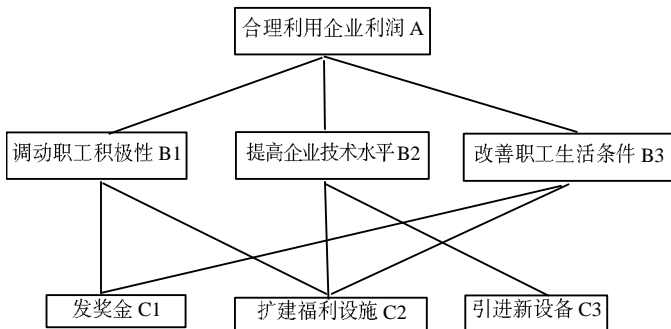 合理利用企业利润 A
调动职工积极性 B1
提高企业技术水平 B2
改善职工生活条件 B3
发奖金 C1
扩建福利设施 C2
引进新设备 C3